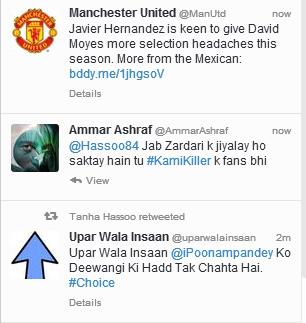 Manchester United @ManUtd now
Javier Hernandez is keen to give David
Moyes more selection headaches this
season. More from the Mexican:
bddy.me/1jhgsoV
Details
Ammar Ashraf @AmmarAshraf now
@Hassoo84 Jab Zardari k jiyalay ho
saktay hain tu #KamiKiller k fans bhi
View
Tanha Hassoo retweeted
Upar Wala Insaan @uparwalainsaan 2m
Upar Wala Insaan @iPoonampandey Ko
Deewangi Ki Hadd Tak Chahta Hai.
#Choice
Details